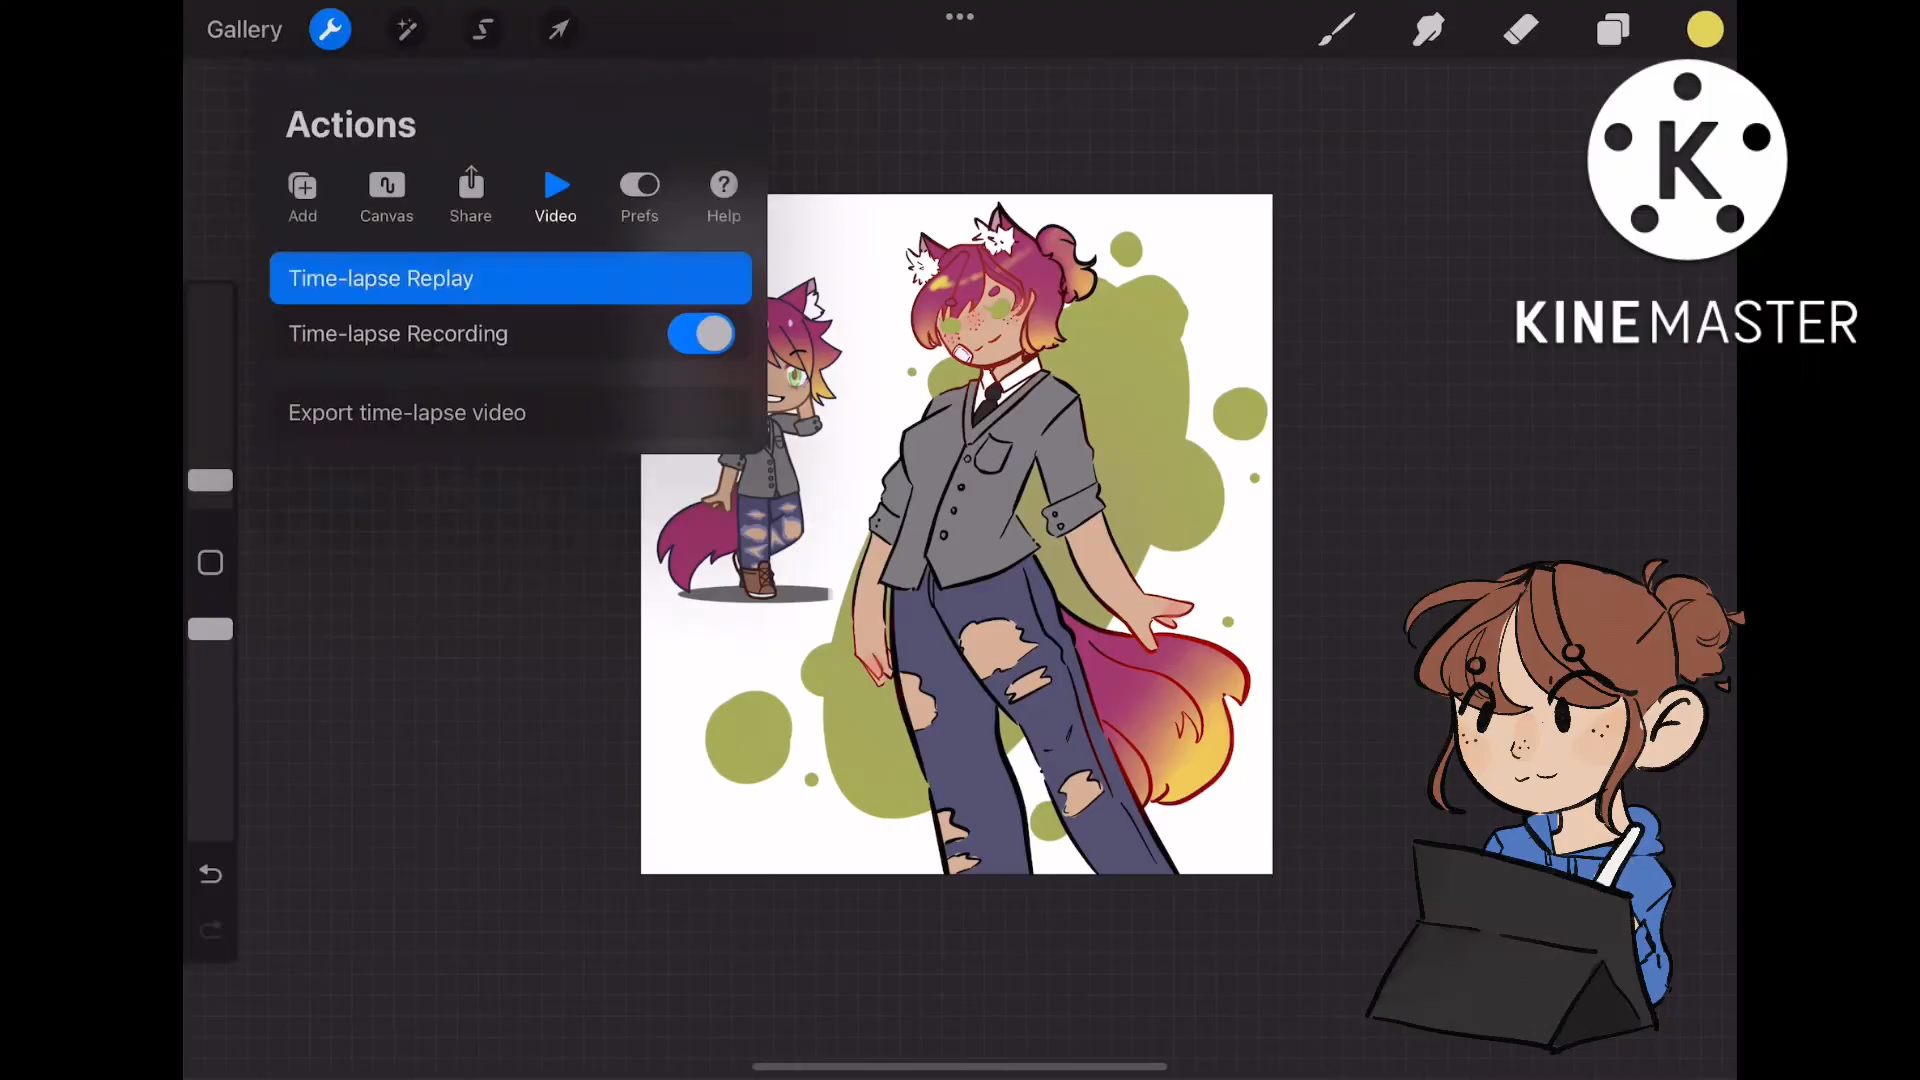 Gallery
Actions
Add
Canvas
Share
Video
Prefs
Help
Time-lapse Replay
Time-lapse Recording
Export time-lapse video
K
KINEMASTER